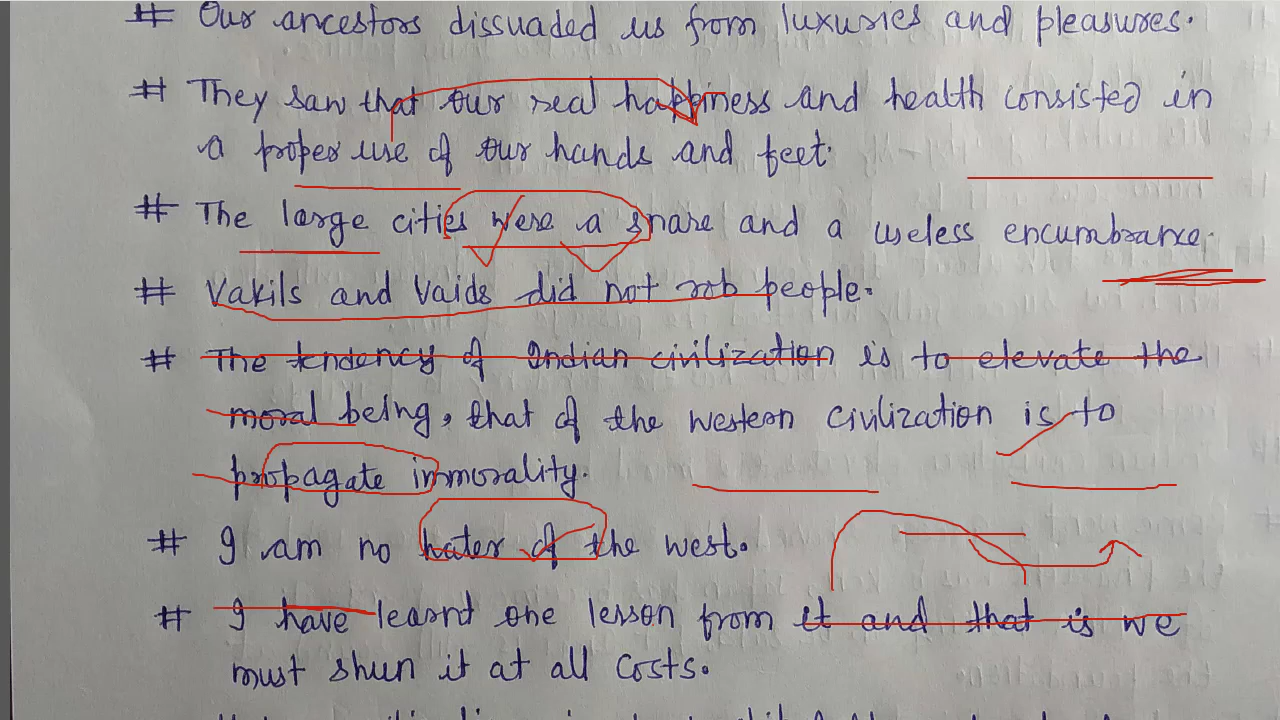 # Our ancestors dissuaded us from luxuries and pleasures.
# They saw that our real happiness and health consisted in
a proper use of our hands and feet.
# The large cities were a snare and a useless encumbrance.
# Vakils and Vaids did not rob people.
# The tendency of Indian civilization is to elevate the
moral being, that of the western civilization is to
propagate immorality.
# I am no hater of the west.
# I have learnt one lesson from it and that is we
must shun it at all costs.